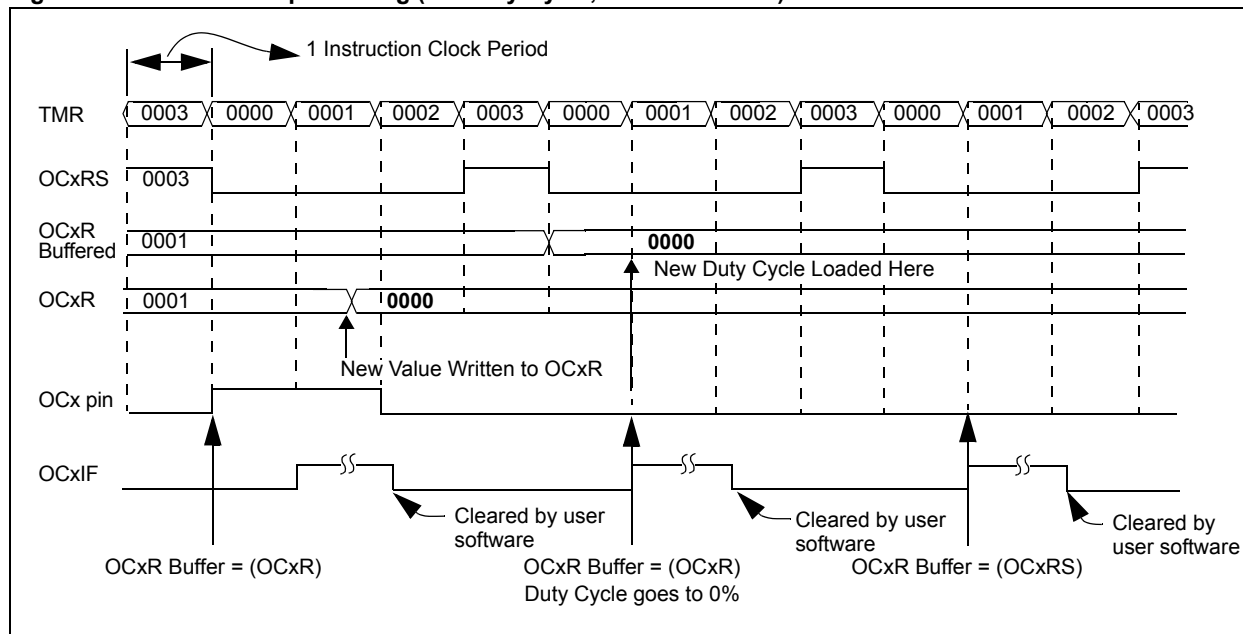 1 Instruction Clock Period
TMR 0003 0000 0001 0002 0003 0000 0001 0002 0003 0000 0001 0002 0003
OCxRS 0003
OCxR
Buffered 0001 0000
New Duty Cycle Loaded Here
OCxR 0001 0000
New Value Written to OCxR
OCx pin
OCxIF
Cleared by user
software
Cleared by user
software
Cleared by
user software
OCxR Buffer = (OCxR)
OCxR Buffer = (OCxR)
Duty Cycle goes to 0%
OCxR Buffer = (OCxRS)